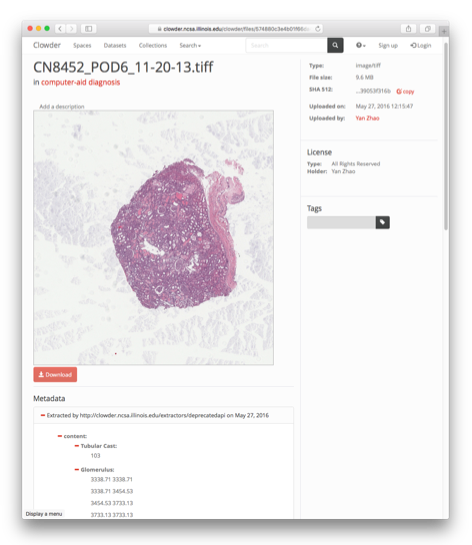 clowder.ncsa.illinois.edu/clowder/files/
Clowder Spaces Datasets Collections Search Search Sign up Login
CN8452_POD6_11-20-13.tiff
in computer-aid diagnosis
Add a description
Download
Metadata
Extracted by http://clowder.ncsa.illinois.edu/extractors/deprecatedapi on May 27, 2016
content:
Tubular Cast:
103
Glomerulus:
3338.71 3338.71
3338.71 3454.53
3454.53 3733.13
3733.13 3733.13
Display a menu
Type: image/tiff
File size: 9.6 MB
SHA 512: copy
Uploaded on: May 27, 2016 12:15:47
Uploaded by: Yan Zhao
License
Type: All Rights Reserved
Holder: Yan Zhao
Tags